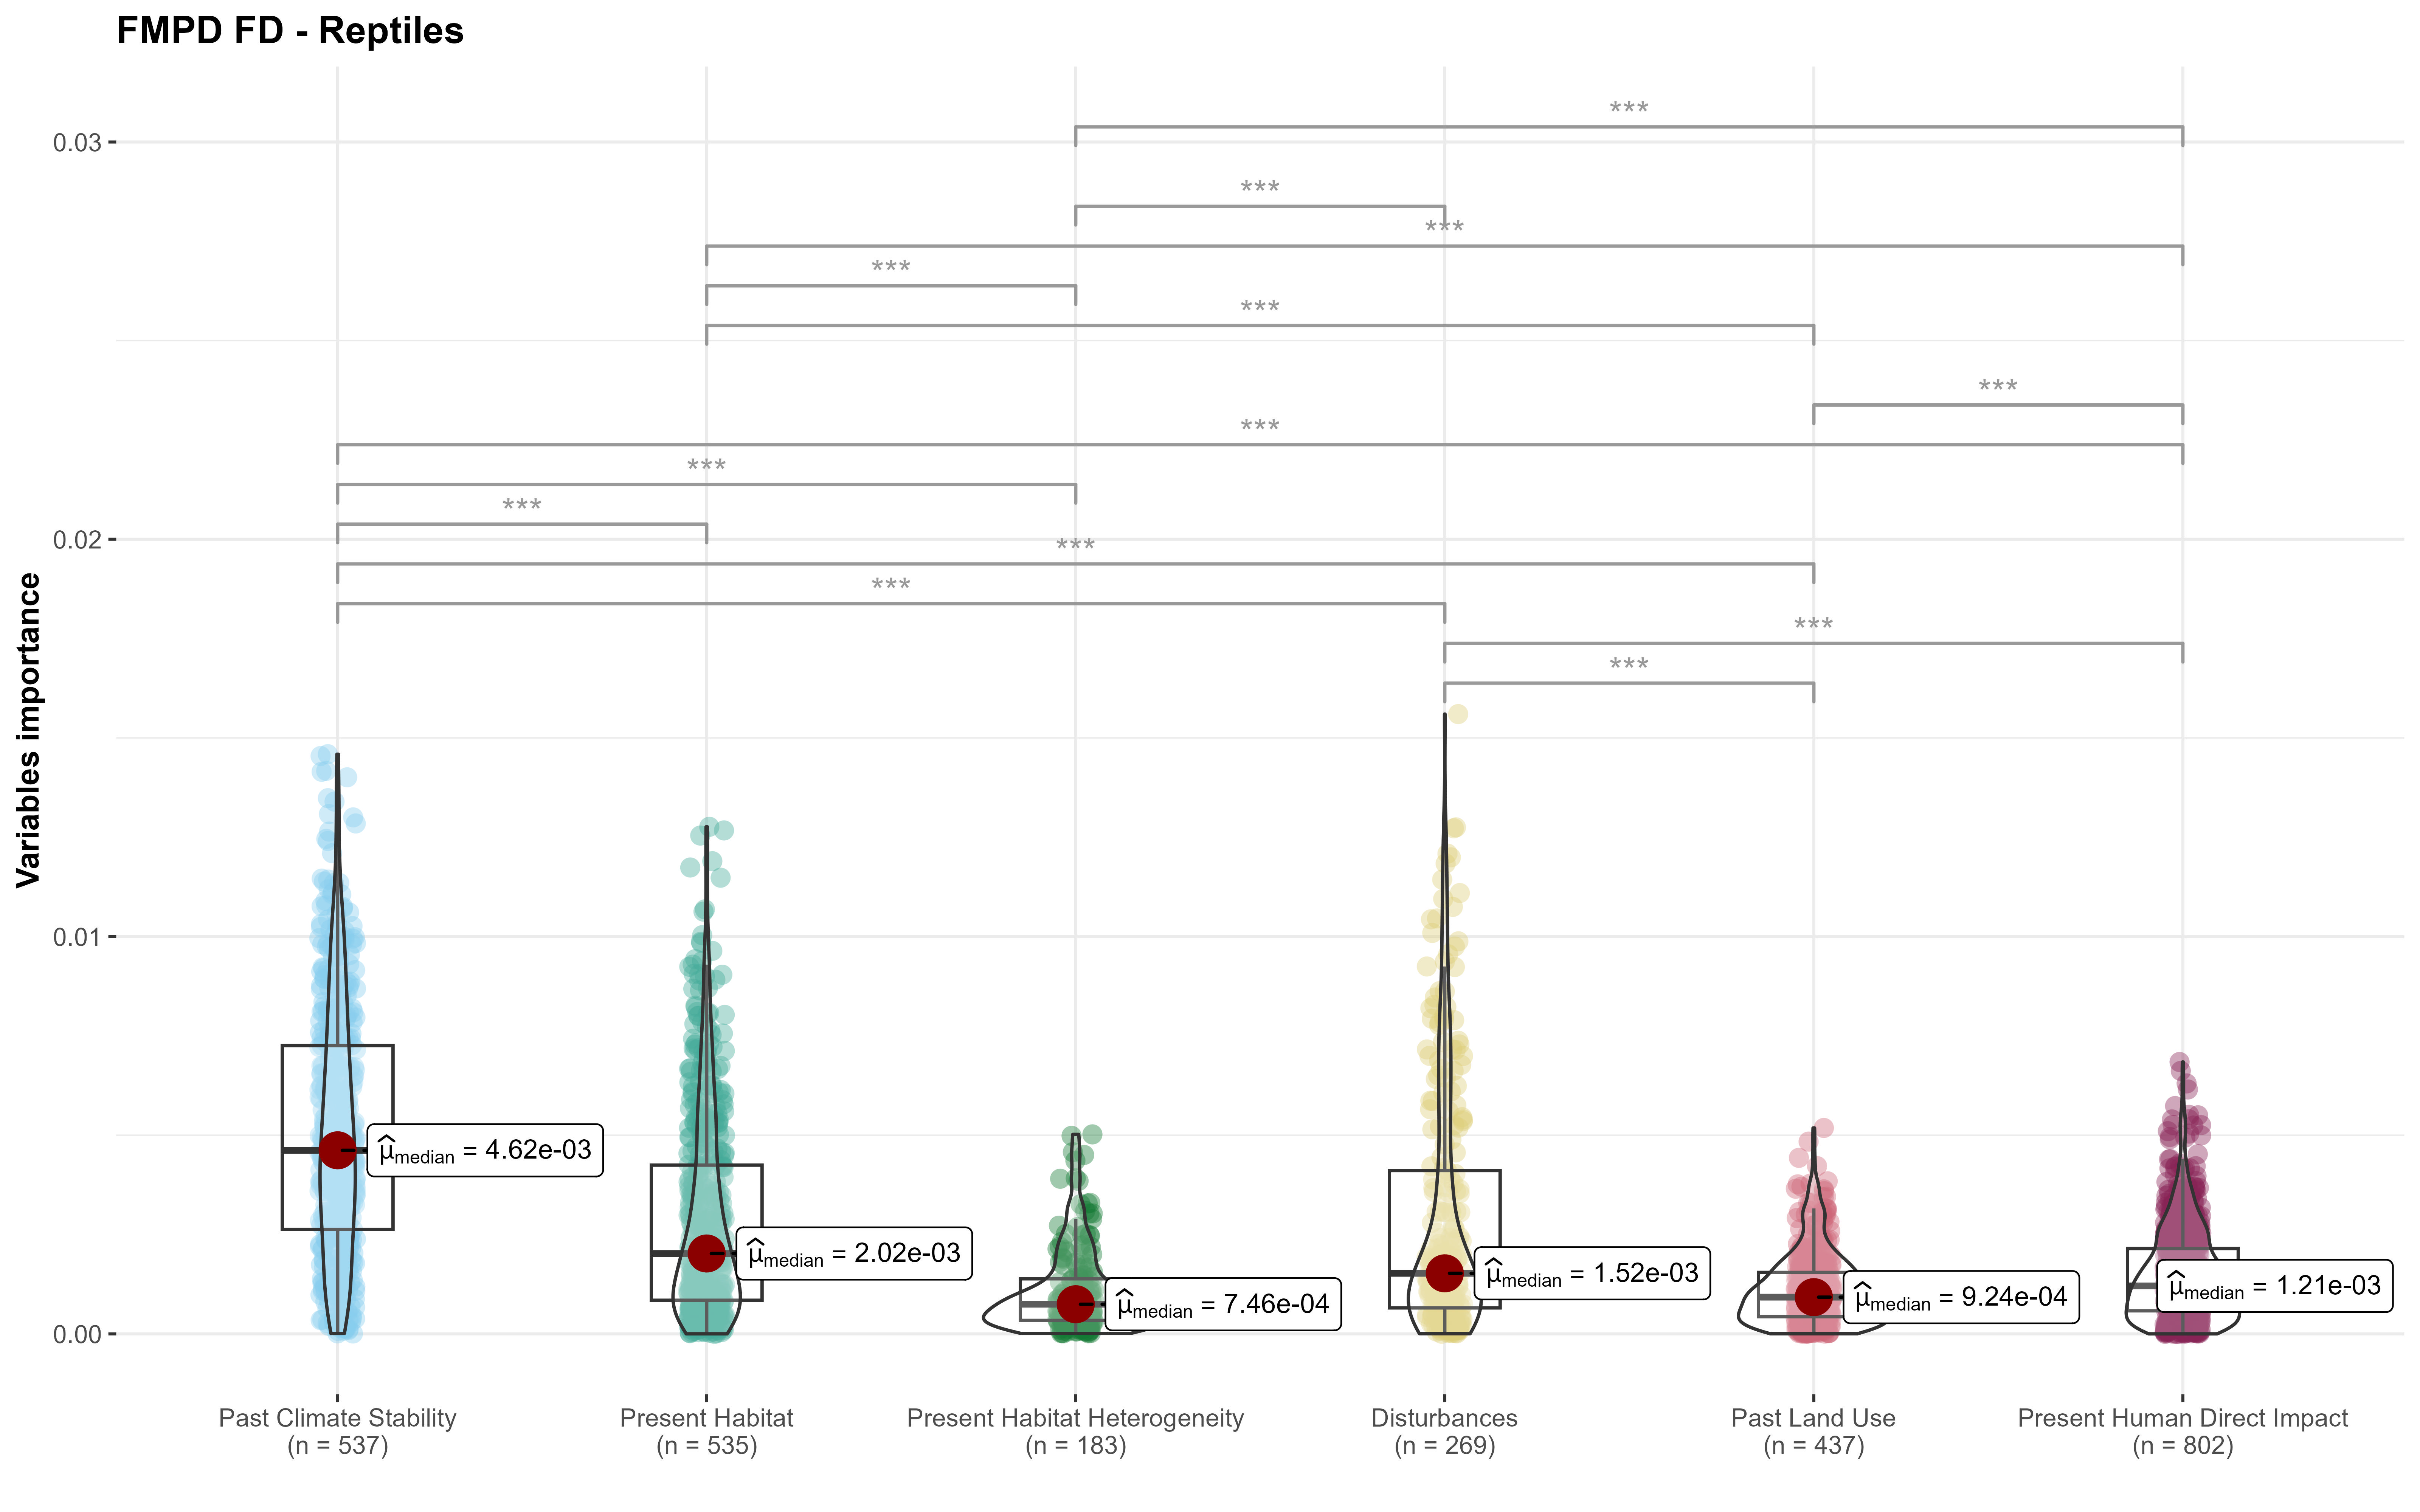 FMPD FD - Reptiles
Variables importance
0.03
0.02
0.01
0.00
***
***
***
***
***
***
***
***
***
***
***
***
***
μ̂median = 4.62e-03
μ̂median = 2.02e-03
μ̂median = 7.46e-04
μ̂median = 1.52e-03
μ̂median = 9.24e-04
μ̂median = 1.21e-03
Past Climate Stability
(n = 537)
Present Habitat
(n = 535)
Present Habitat Heterogeneity
(n = 183)
Disturbances
(n = 269)
Past Land Use
(n = 437)
Present Human Direct Impact
(n = 802)